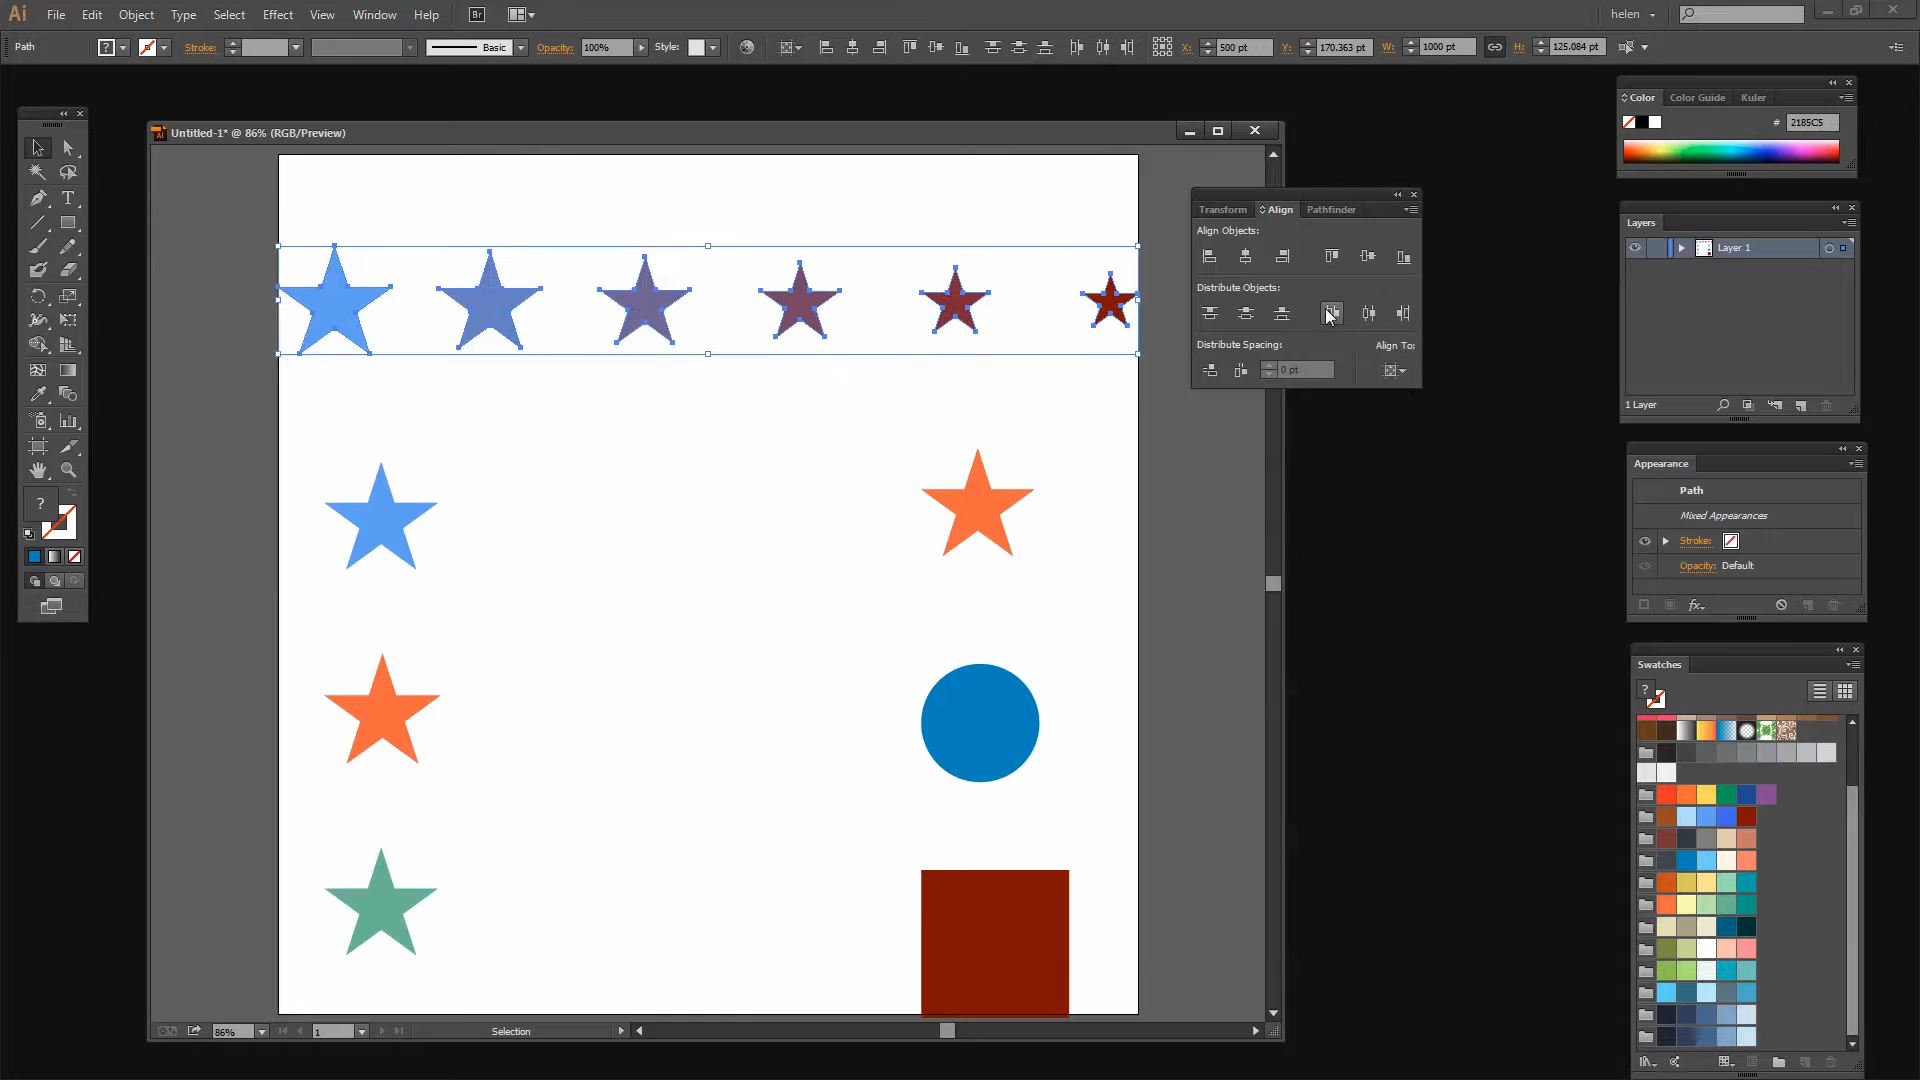 Ai File Edit Object Type Select Effect View Window Help Br helen
Path Stroke: Basic Opacity: 100% Style: X: 500 pt Y: 170.363 pt W: 1000 pt H: 125.084 pt
Untitled-1* @ 86% (RGB/Preview)
Color Color Guide Kuler
# 2185C5
Transform Align Pathfinder
Align Objects:
Distribute Objects:
Distribute Spacing: Align To:
0 pt
Layers
Layer 1
1 Layer
Appearance
Path
Mixed Appearances
Stroke:
Opacity: Default
fx
Swatches
?
?
T
86% 1 Selection